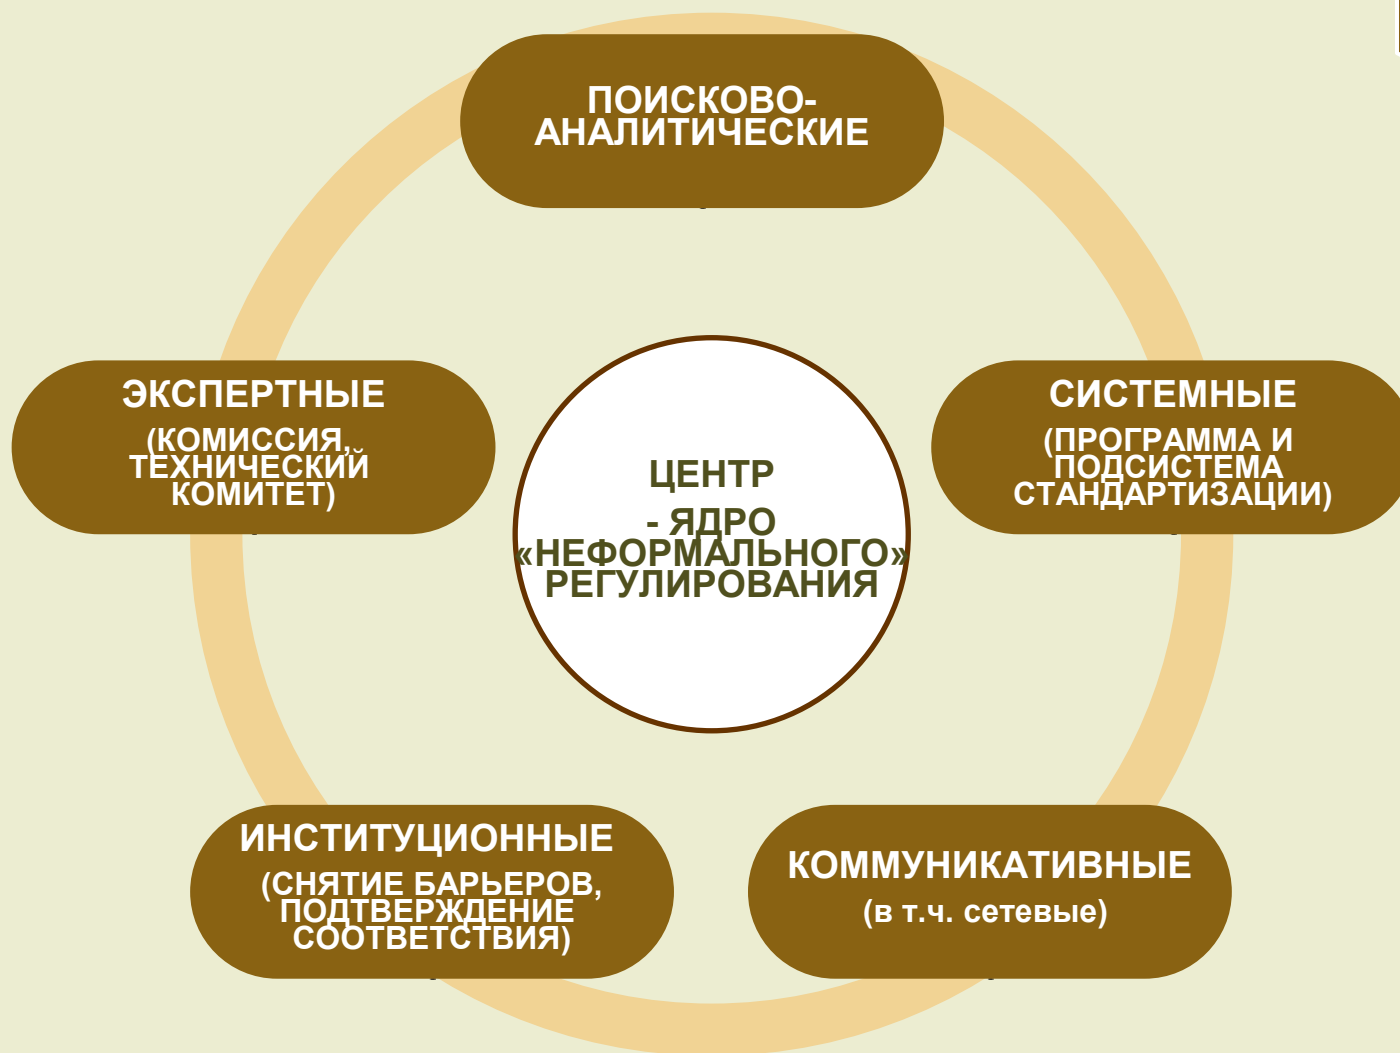 ПОИСКОВО-
АНАЛИТИЧЕСКИЕ
ЭКСПЕРТНЫЕ
(КОМИССИЯ,
ТЕХНИЧЕСКИЙ
КОМИТЕТ)
СИСТЕМНЫЕ
(ПРОГРАММА И
ПОДСИСТЕМА
СТАНДАРТИЗАЦИИ)
ЦЕНТР
- ЯДРО
«НЕФОРМАЛЬНОГО»
РЕГУЛИРОВАНИЯ
ИНСТИТУЦИОННЫЕ
(СНЯТИЕ БАРЬЕРОВ,
ПОДТВЕРЖДЕНИЕ
СООТВЕТСТВИЯ)
КОММУНИКАТИВНЫЕ
(в т.ч. сетевые)